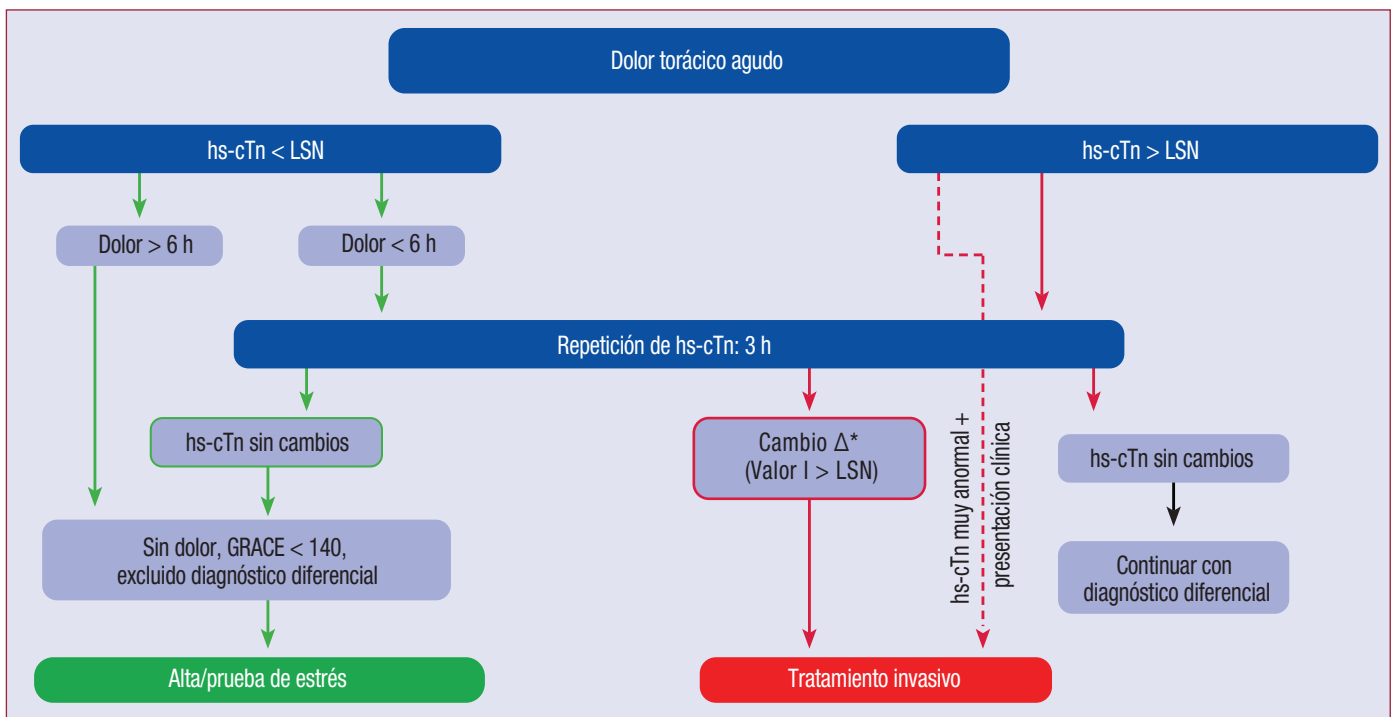 Dolor torácico agudo
hs-cTn < LSN
hs-cTn > LSN
Dolor > 6 h
Dolor < 6 h
Repetición de hs-cTn: 3 h
hs-cTn sin cambios
Cambio Δ*
(Valor I > LSN)
hs-cTn muy anormal +
presentación clínica
hs-cTn sin cambios
Sin dolor, GRACE < 140,
excluido diagnóstico diferencial
Continuar con
diagnóstico diferencial
Alta/prueba de estrés
Tratamiento invasivo